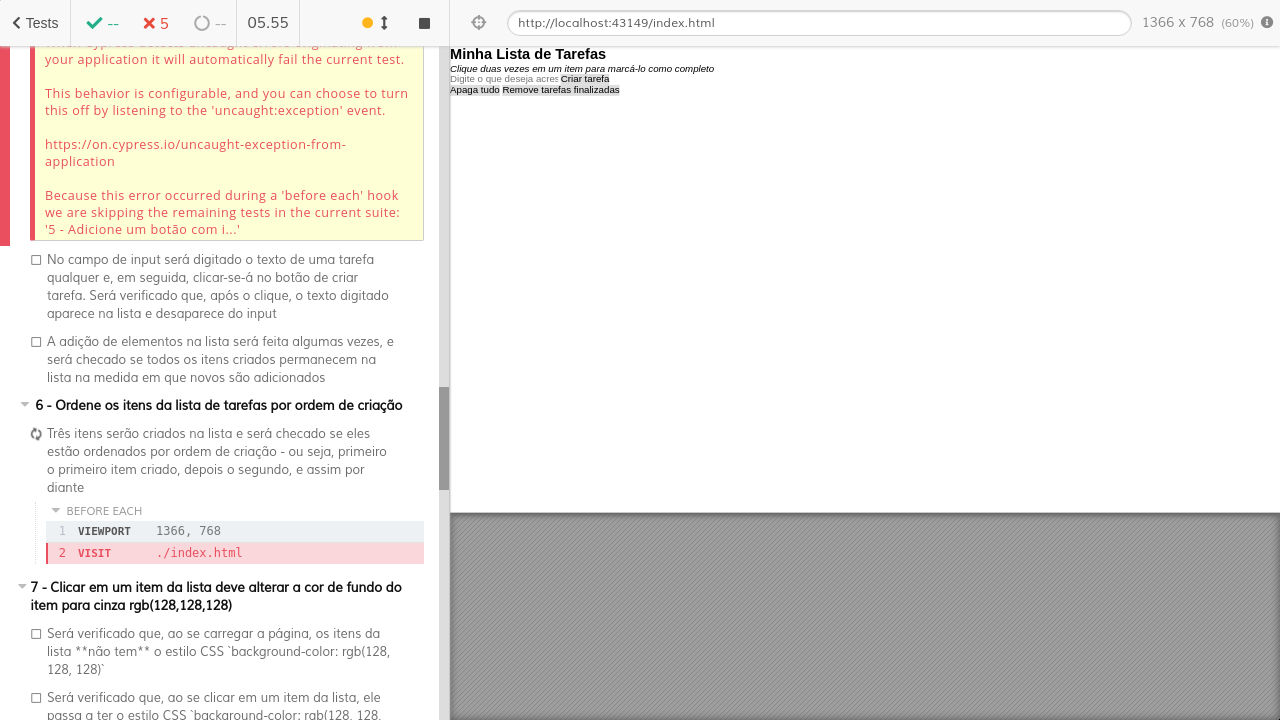 Tests
--
5
--
05.55
http://localhost:43149/index.html
1366 x 768 (60%)
your application it will automatically fail the current test.
This behavior is configurable, and you can choose to turn
this off by listening to the 'uncaught:exception' event.
https://on.cypress.io/uncaught-exception-from-
application
Because this error occurred during a 'before each' hook
we are skipping the remaining tests in the current suite:
'5 - Adicione um botão com i...'
No campo de input será digitado o texto de uma tarefa
qualquer e, em seguida, clicar-se-á no botão de criar
tarefa. Será verificado que, após o clique, o texto digitado
aparece na lista e desaparece do input
A adição de elementos na lista será feita algumas vezes, e
será checado se todos os itens criados permanecem na
lista na medida em que novos são adicionados
6 - Ordene os itens da lista de tarefas por ordem de criação
Três itens serão criados na lista e será checado se eles
estão ordenados por ordem de criação - ou seja, primeiro
o primeiro item criado, depois o segundo, e assim por
diante
BEFORE EACH
1 VIEWPORT 1366, 768
2 VISIT ./index.html
7 - Clicar em um item da lista deve alterar a cor de fundo do
item para cinza rgb(128,128,128)
Será verificado que, ao se carregar a página, os itens da
lista **não tem** o estilo CSS `background-color: rgb(128,
128, 128)`
Será verificado que, ao se clicar em um item da lista, ele
passa a ter o estilo CSS `background-color: rgb(128, 128,
Minha Lista de Tarefas
Clique duas vezes em um item para marcá-lo como completo
Digite o que deseja acres Criar tarefa
Apaga tudo Remove tarefas finalizadas